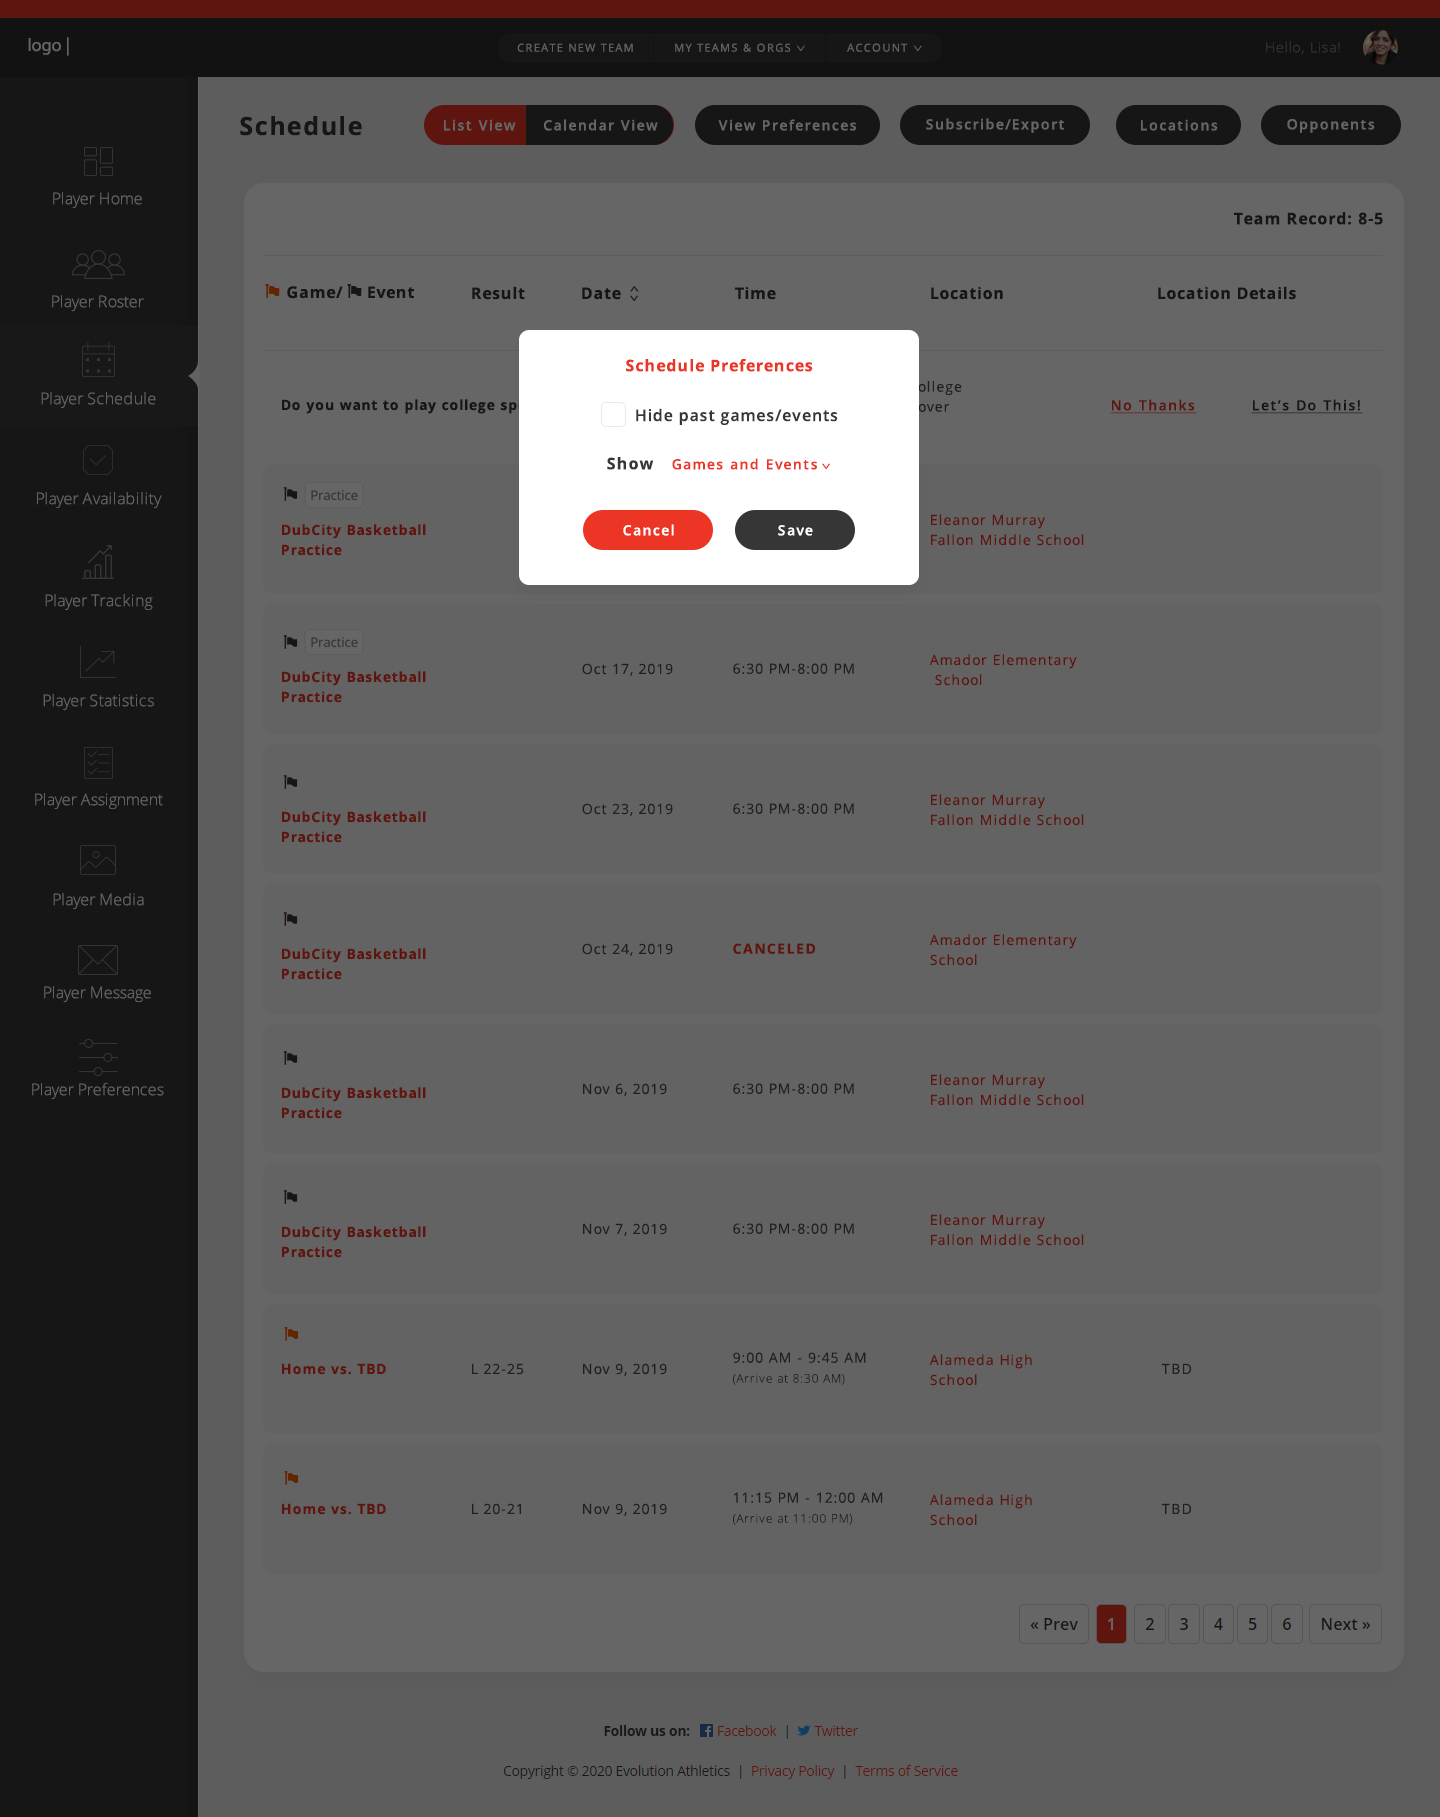 logo |
CREATE NEW TEAM
MY TEAMS & ORGS
ACCOUNT
Hello, Lisa!
Player Home
Player Roster
Player Schedule
Player Availability
Player Tracking
Player Statistics
Player Assignment
Player Media
Player Message
Player Preferences
Schedule
List View
Calendar View
View Preferences
Subscribe/Export
Locations
Opponents
Team Record: 8-5
Game/ Event
Result
Date
Time
Location
Location Details
Schedule Preferences
Hide past games/events
Show
Games and Events
Cancel
Save
Do you want to play college sp
ollege
over
No Thanks
Let's Do This!
Practice
DubCity Basketball
Practice
Eleanor Murray
Fallon Middle School
Practice
DubCity Basketball
Practice
Oct 17, 2019
6:30 PM-8:00 PM
Amador Elementary
School
DubCity Basketball
Practice
Oct 23, 2019
6:30 PM-8:00 PM
Eleanor Murray
Fallon Middle School
DubCity Basketball
Practice
Oct 24, 2019
CANCELED
Amador Elementary
School
DubCity Basketball
Practice
Nov 6, 2019
6:30 PM-8:00 PM
Eleanor Murray
Fallon Middle School
DubCity Basketball
Practice
Nov 7, 2019
6:30 PM-8:00 PM
Eleanor Murray
Fallon Middle School
Home vs. TBD
L 22-25
Nov 9, 2019
9:00 AM - 9:45 AM
(Arrive at 8:30 AM)
Alameda High
School
TBD
Home vs. TBD
L 20-21
Nov 9, 2019
11:15 PM - 12:00 AM
(Arrive at 11:00 PM)
Alameda High
School
TBD
« Prev
1
2
3
4
5
6
Next »
Follow us on: Facebook | Twitter
Copyright © 2020 Evolution Athletics | Privacy Policy | Terms of Service